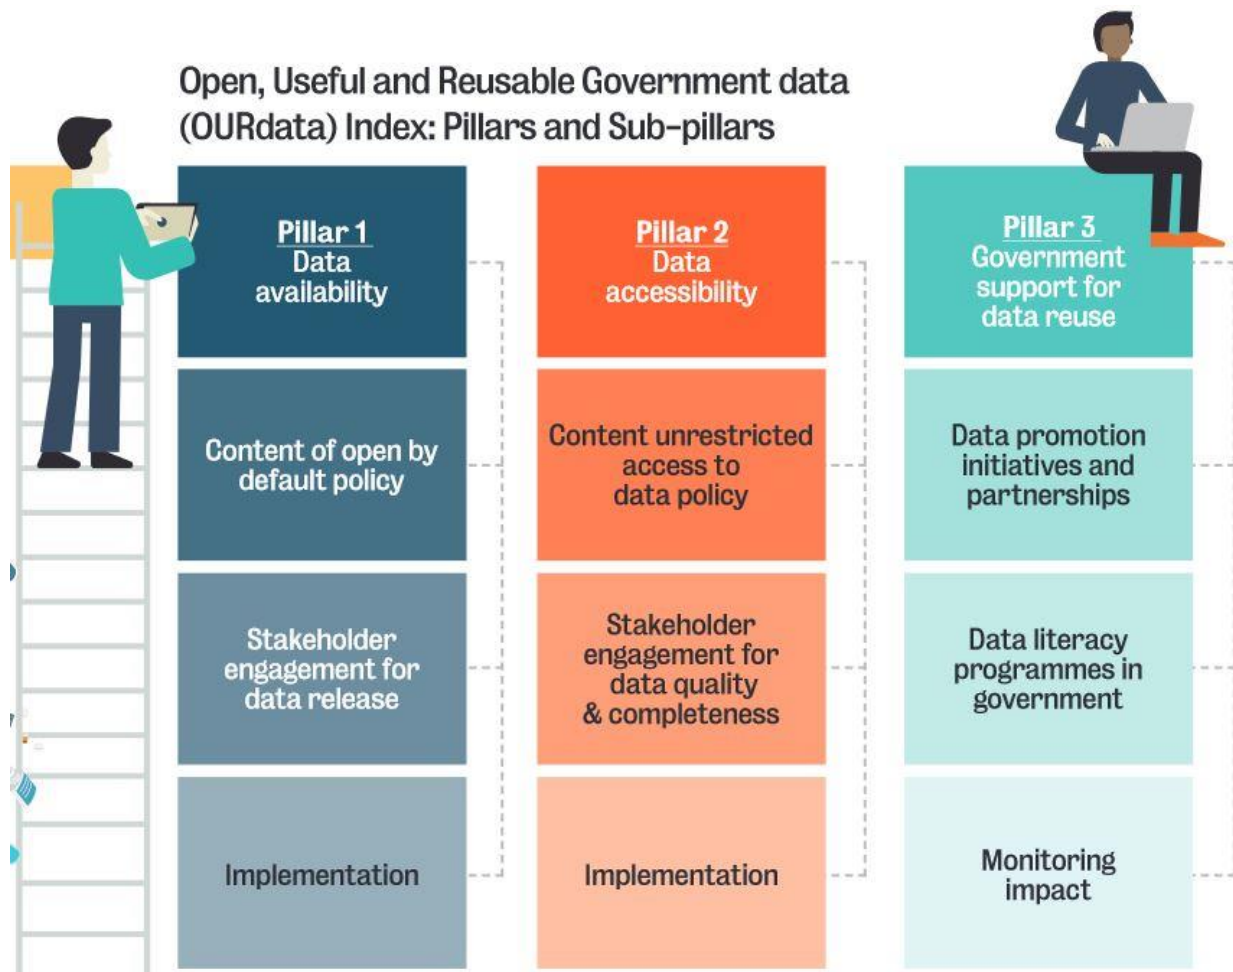 Open, Useful and Reusable Government data
(OURdata) Index: Pillars and Sub-pillars
Pillar 1
Data
availability
Content of open by
default policy
Stakeholder
engagement for
data release
Implementation
Pillar 2
Data
accessibility
Content unrestricted
access to
data policy
Stakeholder
engagement for
data quality
& completeness
Implementation
Pillar 3
Government
support for
data reuse
Data promotion
initiatives and
partnerships
Data literacy
programmes in
government
Monitoring
impact